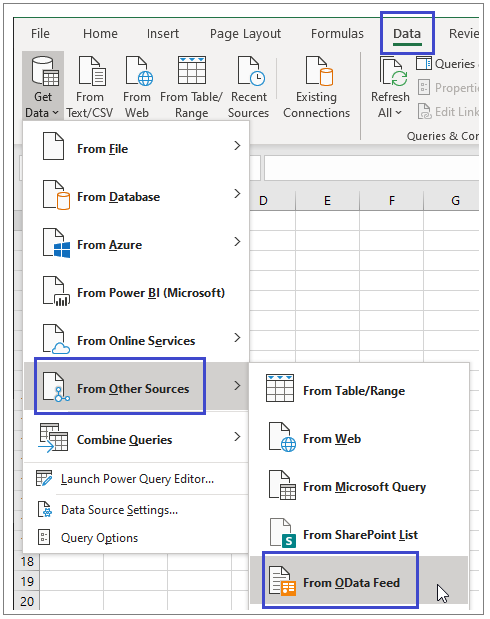 File Home Insert Page Layout Formulas Data Revie
Get Data
From Text/CSV
From Web
From Table/ Range
Recent Sources
Existing Connections
Refresh All
Queries &
Properties
Edit Link
Queries & Con
From File
From Database
From Azure
From Power BI (Microsoft)
From Online Services
From Other Sources
Combine Queries
Launch Power Query Editor...
Data Source Settings...
Query Options
D E F G
From Table/Range
From Web
From Microsoft Query
From SharePoint List
From OData Feed
18
19
20